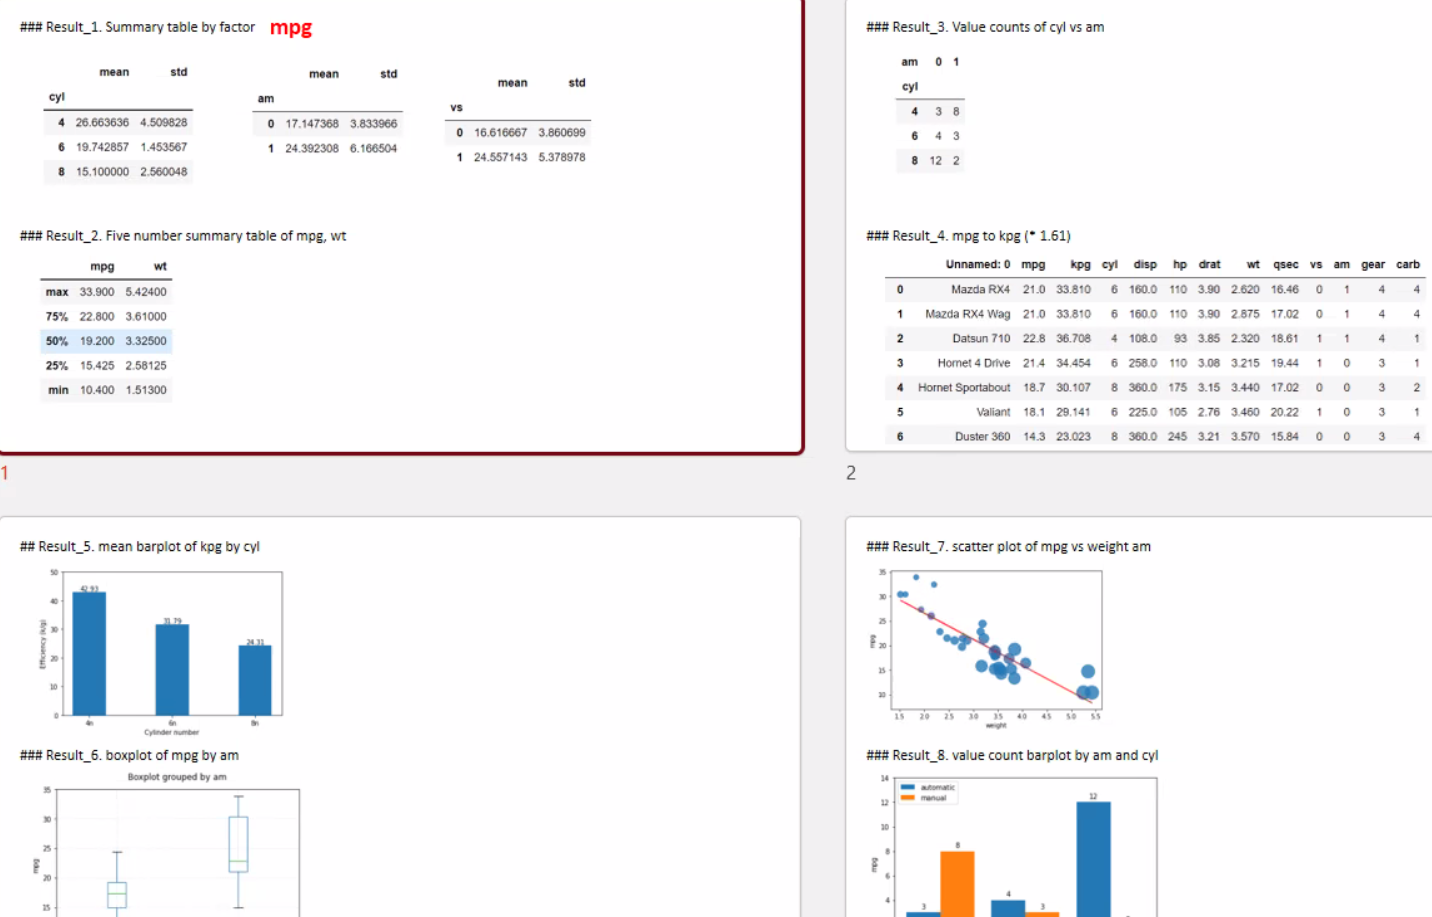 ### Result_1. Summary table by factor mpg
mean std
cyl
4 26.663636 4.509828
6 19.742857 1.453567
8 15.100000 2.560048
mean std
am
0 17.147368 3.833966
1 24.392308 6.166504
mean std
vs
0 16.616667 3.860699
1 24.557143 5.378978
### Result_2. Five number summary table of mpg, wt
mpg wt
max 33.900 5.42400
75% 22.800 3.61000
50% 19.200 3.32500
25% 15.425 2.58125
min 10.400 1.51300
1
### Result_3. Value counts of cyl vs am
am 0 1
cyl
4 3 8
6 4 3
8 12 2
### Result_4. mpg to kpg (* 1.61)
Unnamed: 0 mpg kpg cyl disp hp drat wt qsec vs am gear carb
0 Mazda RX4 21.0 33.810 6 160.0 110 3.90 2.620 16.46 0 1 4 4
1 Mazda RX4 Wag 21.0 33.810 6 160.0 110 3.90 2.875 17.02 0 1 4 4
2 Datsun 710 22.8 36.708 4 108.0 93 3.85 2.320 18.61 1 1 4 1
3 Hornet 4 Drive 21.4 34.454 6 258.0 110 3.08 3.215 19.44 1 0 3 1
4 Hornet Sportabout 18.7 30.107 8 360.0 175 3.15 3.440 17.02 0 0 3 2
5 Valiant 18.1 29.141 6 225.0 105 2.76 3.460 20.22 1 0 3 1
6 Duster 360 14.3 23.023 8 360.0 245 3.21 3.570 15.84 0 0 3 4
2
## Result_5. mean barplot of kpg by cyl
50
40
30
20
10
0
Efficiency (k/g)
42.93
31.79
24.31
4n 6n 8n
Cylinder number
### Result_6. boxplot of mpg by am
Boxplot grouped by am
35
30
25
20
15
mpg
### Result_7. scatter plot of mpg vs weight am
35
30
25
20
15
10
mpg
1.5 2.0 2.5 3.0 3.5 4.0 4.5 5.0 5.5
weight
### Result_8. value count barplot by am and cyl
automatic
manual
14
12
10
8
6
4
mpg
3
8
4
3
12